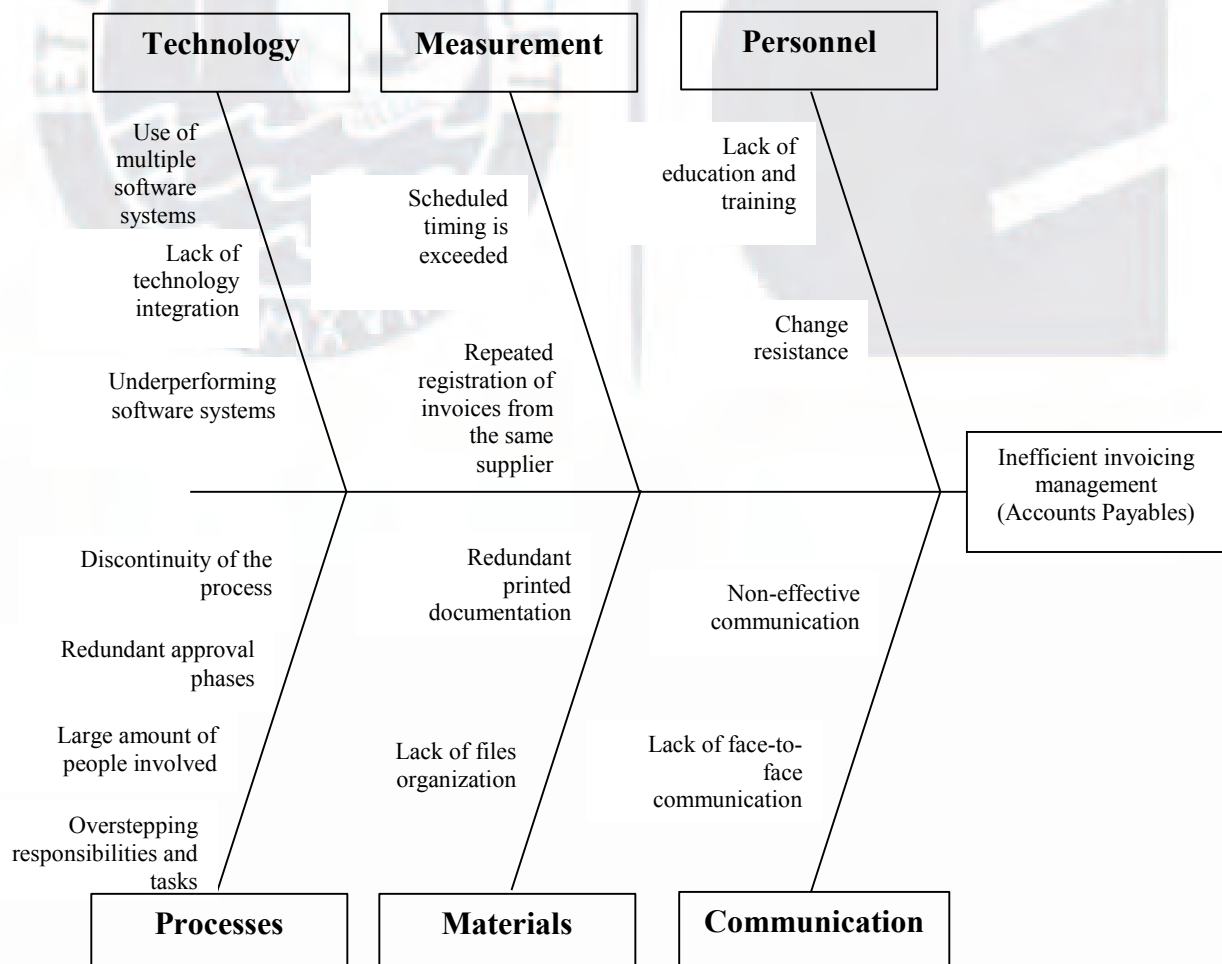 Technology
Measurement
Personnel
Use of
multiple
software
systems
Lack of
technology
integration
Underperforming
software systems
Scheduled
timing is
exceeded
Repeated
registration of
invoices from
the same
supplier
Lack of
education and
training
Change
resistance
Inefficient invoicing
management
(Accounts Payables)
Discontinuity of the
process
Redundant approval
phases
Large amount of
people involved
Overstepping
responsibilities and
tasks
Redundant
printed
documentation
Lack of files
organization
Non-effective
communication
Lack of face-to-
face
communication
Processes
Materials
Communication